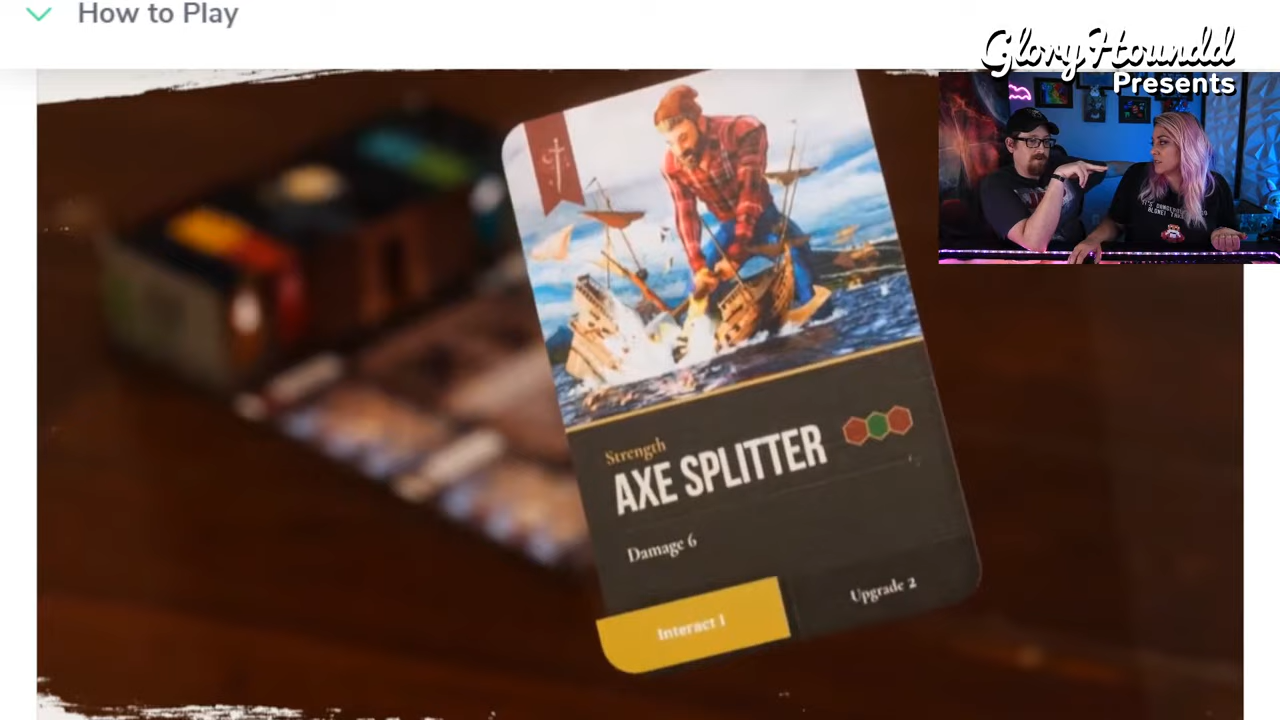 How to Play
GloryHoundd
Presents
Strength
AXE SPLITTER
Damage 6
Interact 1
Upgrade 2